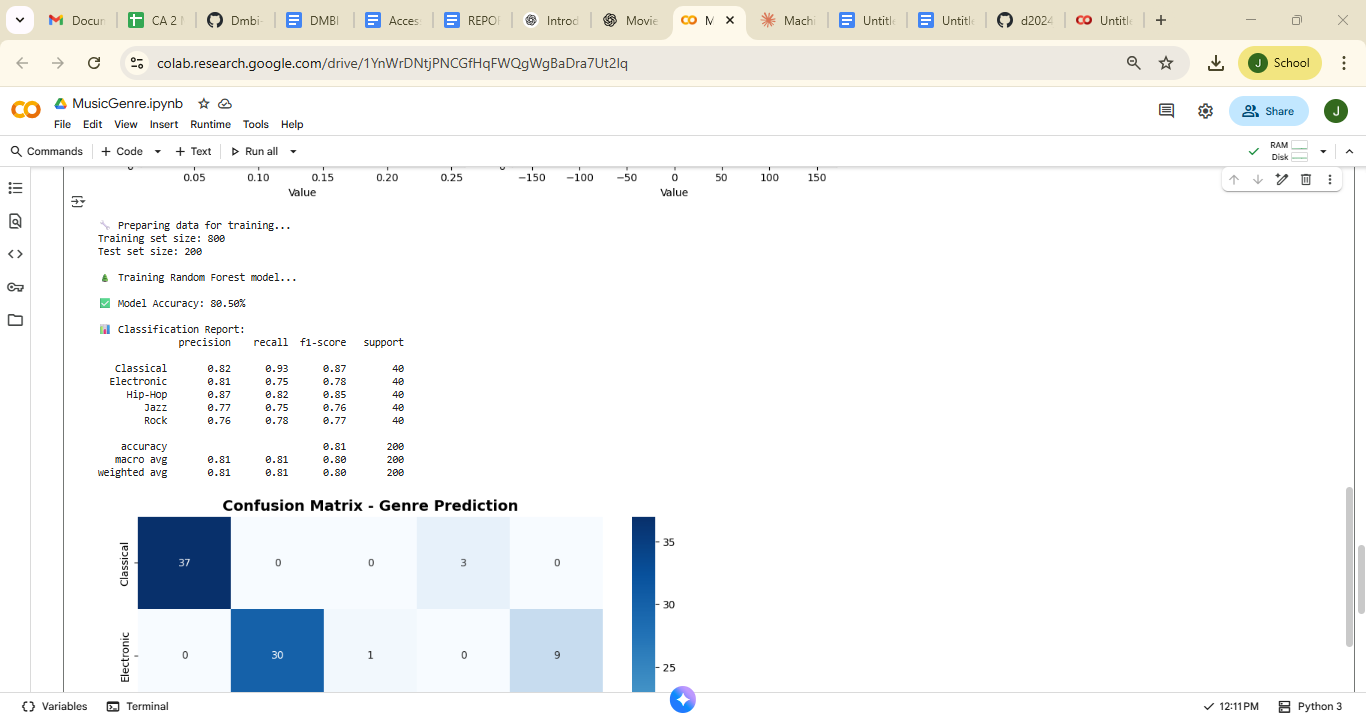 Docun
CA 2 M
Dmbi-
DMBI
Acces
REPOI
Introd
Movie
M
Machi
Untitle
Untitle
d2024
Untitle
colab.research.google.com/drive/1YnWrDNtjPNCGfHqFWQgWgBaDra7Ut2Iq
J School
MusicGenre.ipynb
File Edit View Insert Runtime Tools Help
Share
J
Commands + Code + Text Run all
RAM
Disk
0.05 0.10 0.15 0.20 0.25 −150 −100 −50 0 50 100 150
Value Value
Preparing data for training...
Training set size: 800
Test set size: 200
Training Random Forest model...
Model Accuracy: 80.50%
Classification Report:
precision recall f1-score support
Classical 0.82 0.93 0.87 40
Electronic 0.81 0.75 0.78 40
Hip-Hop 0.87 0.82 0.85 40
Jazz 0.77 0.75 0.76 40
Rock 0.76 0.78 0.77 40
accuracy 0.81 200
macro avg 0.81 0.81 0.80 200
weighted avg 0.81 0.81 0.80 200
Confusion Matrix - Genre Prediction
Classical 37 0 0 3 0
35
30
Electronic 0 30 1 0 9
25
Variables Terminal
12:11 PM Python 3